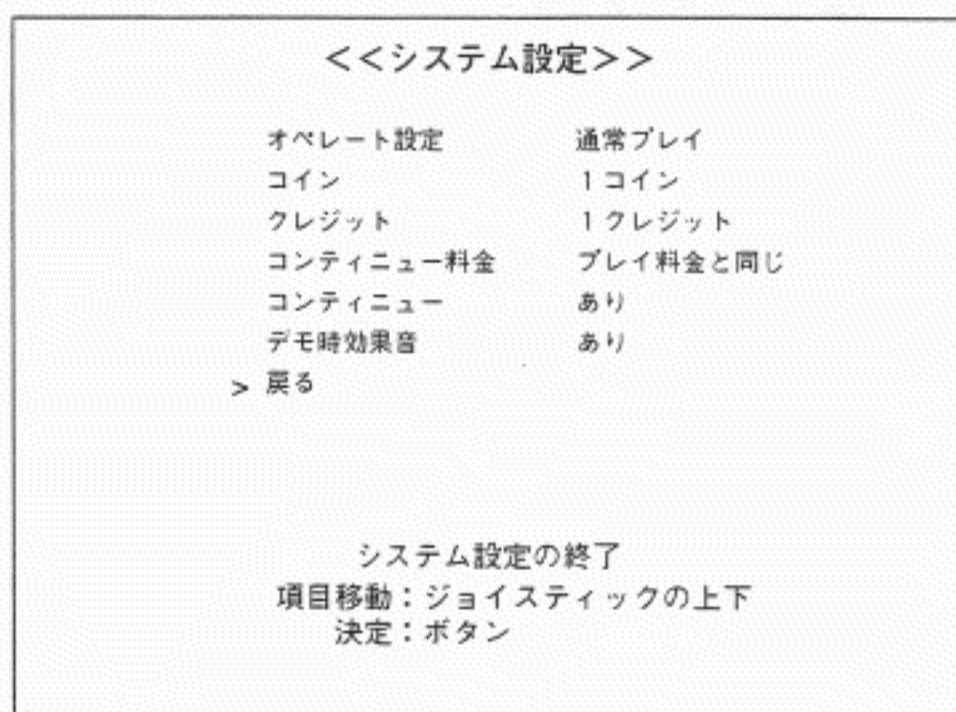 ＜＜システム設定＞＞
オペレート設定　通常プレイ
コイン　1コイン
クレジット　1クレジット
コンティニュー料金　プレイ料金と同じ
コンティニュー　あり
デモ時効果音　あり
＞ 戻る
システム設定の終了
項目移動：ジョイスティックの上下
決定：ボタン